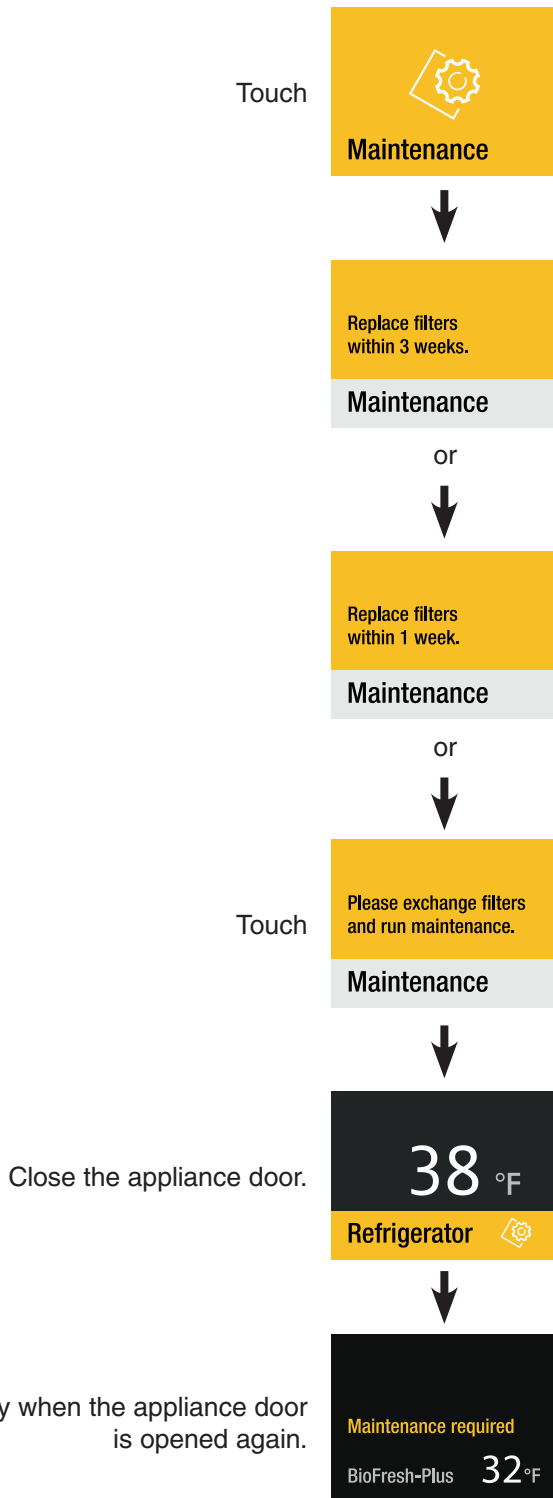 Touch
Maintenance
Replace filters
within 3 weeks.
Maintenance
or
Replace filters
within 1 week.
Maintenance
or
Touch
Please exchange filters
and run maintenance.
Maintenance
Close the appliance door.
38 °F
Refrigerator
when the appliance door
is opened again.
Maintenance required
BioFresh-Plus 32°F